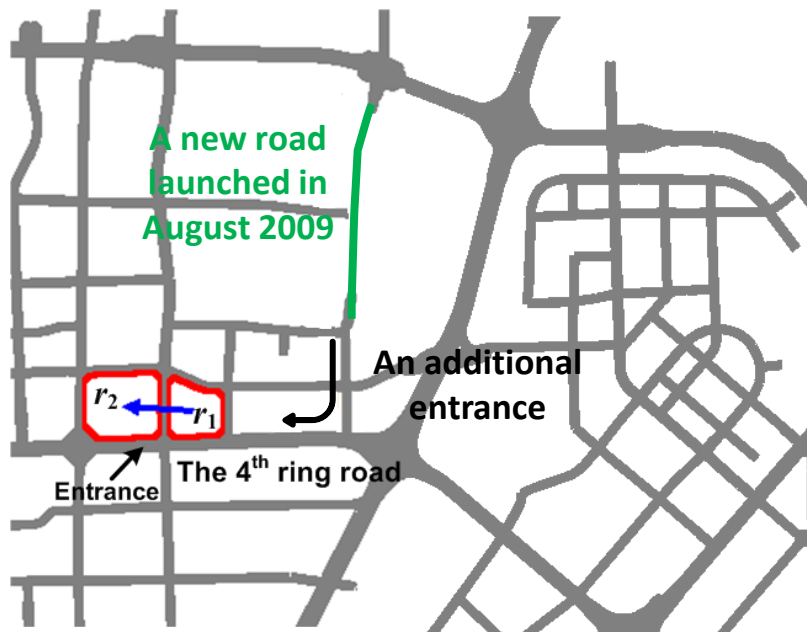 A new road
launched in
August 2009
An additional
entrance
r2
r1
Entrance
The 4th ring road